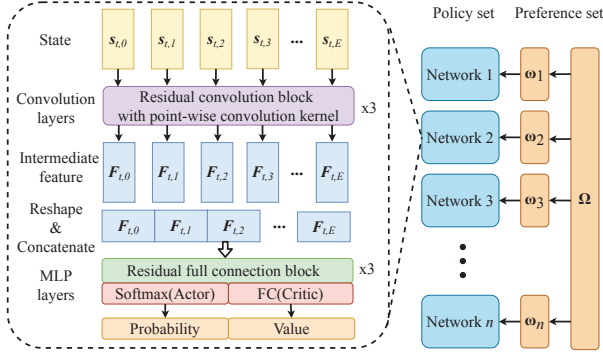 Policy set Preference set
State s_{t,0} s_{t,1} s_{t,2} s_{t,3} ... s_{t,E}
Convolution layers
Residual convolution block
with point-wise convolution kernel
x3
Intermediate feature
F_{t,0} F_{t,1} F_{t,2} F_{t,3} ... F_{t,E}
Reshape
&
Concatenate
F_{t,0} F_{t,1} F_{t,2} ... F_{t,E}
MLP
layers
Residual full connection block x3
Softmax(Actor) FC(Critic)
Probability Value
Network 1 ω1
Network 2 ω2
Network 3 ω3
Network n ωn
Ω